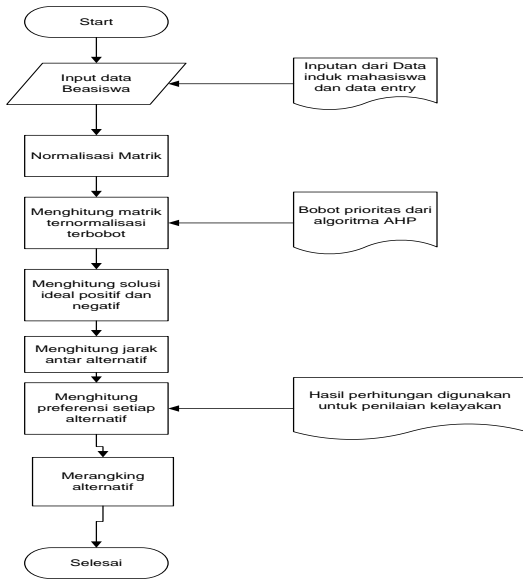 Start
Input data
Beasiswa
Inputan dari Data
induk mahasiswa
dan data entry
Normalisasi Matrik
Menghitung matrik
ternormalisasi
terbobot
Bobot prioritas dari
algoritma AHP
Menghitung solusi
ideal positif dan
negatif
Menghitung jarak
antar alternatif
Menghitung
preferensi setiap
alternatif
Hasil perhitungan digunakan
untuk penilaian kelayakan
Merangking
alternatif
Selesai